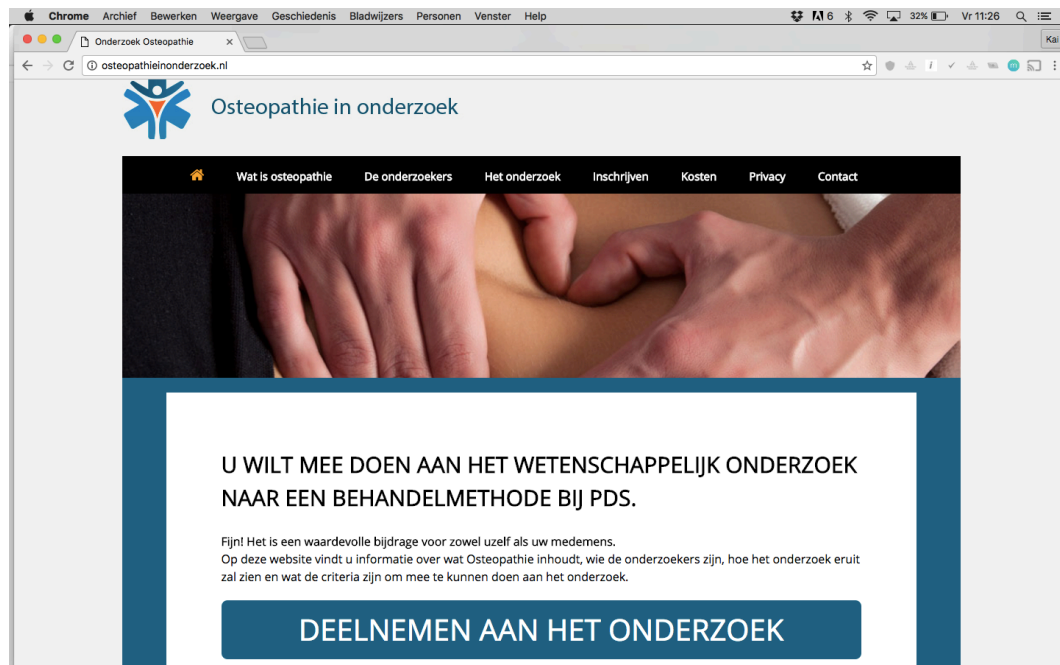 Chrome Archief Bewerken Weergave Geschiedenis Bladwijzers Personen Venster Help 6 32% Vr 11:26
Onderzoek Osteopathie × Kai
osteopathieinonderzoek.nl
Osteopathie in onderzoek
Wat is osteopathie De onderzoekers Het onderzoek Inschrijven Kosten Privacy Contact
U WILT MEE DOEN AAN HET WETENSCHAPPELIJK ONDERZOEK
NAAR EEN BEHANDELMETHODE BIJ PDS.
Fijn! Het is een waardevolle bijdrage voor zowel uzelf als uw medemens.
Op deze website vindt u informatie over wat Osteopathie inhoudt, wie de onderzoekers zijn, hoe het onderzoek eruit
zal zien en wat de criteria zijn om mee te kunnen doen aan het onderzoek.
DEELNEMEN AAN HET ONDERZOEK